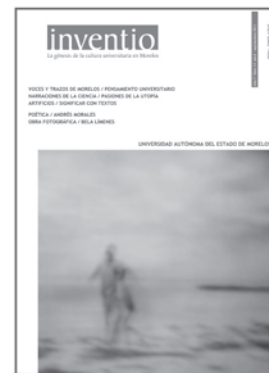 inventio
La génesis de la cultura universitaria en Morelos
VOCES Y TRAZOS DE MORELOS / PENSAMIENTO UNIVERSITARIO
NARRACIONES DE LA CIENCIA / PASIONES DE LA UTOPÍA
ARTIFICIOS / SIGNIFICAR CON TEXTOS
POÉTICA / ANDRÉS MORALES
OBRA FOTOGRÁFICA / BELA LÍMENES
UNIVERSIDAD AUTÓNOMA DEL ESTADO DE MORELOS